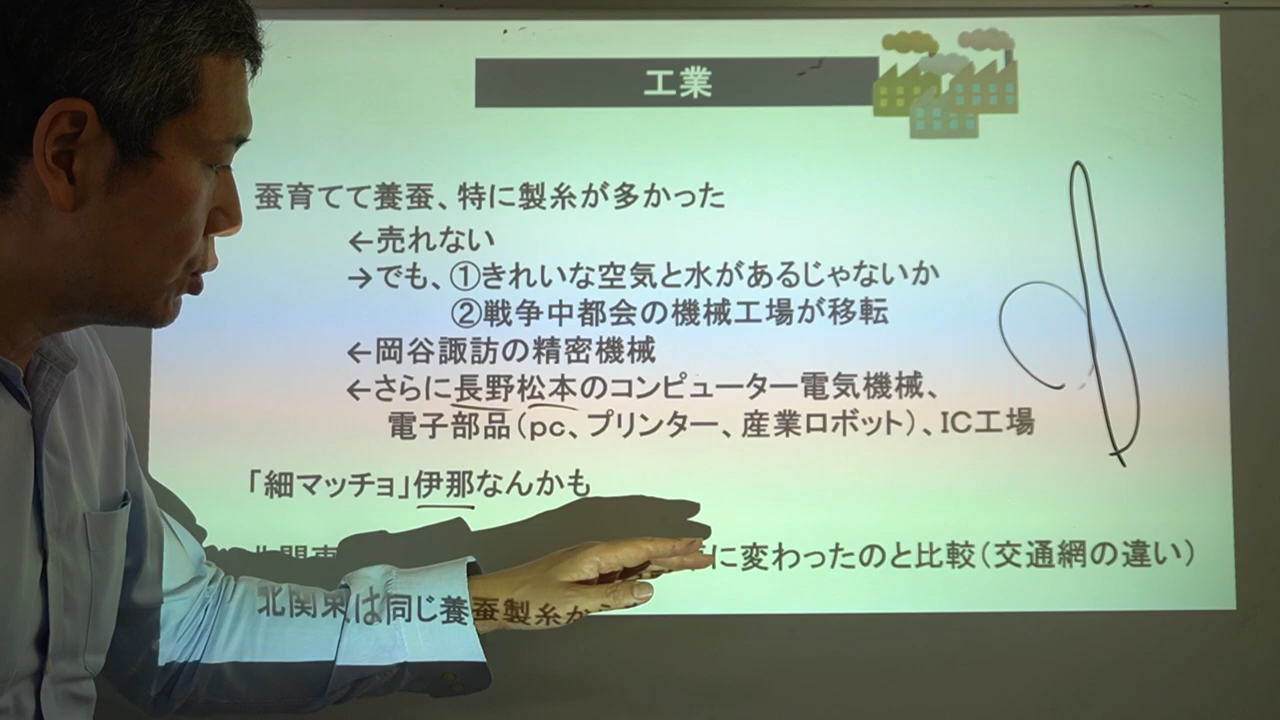 工業
蚕育てて養蚕、特に製糸が多かった
←売れない
→でも、①きれいな空気と水があるじゃないか
②戦争中都会の機械工場が移転
←岡谷諏訪の精密機械
←さらに長野松本のコンピューター電気機械、
電子部品(pc、プリンター、産業ロボット)、IC工場
「細マッチョ」伊那なんかも
北関東は同じ養蚕製糸から
に変わったのと比較(交通網の違い)